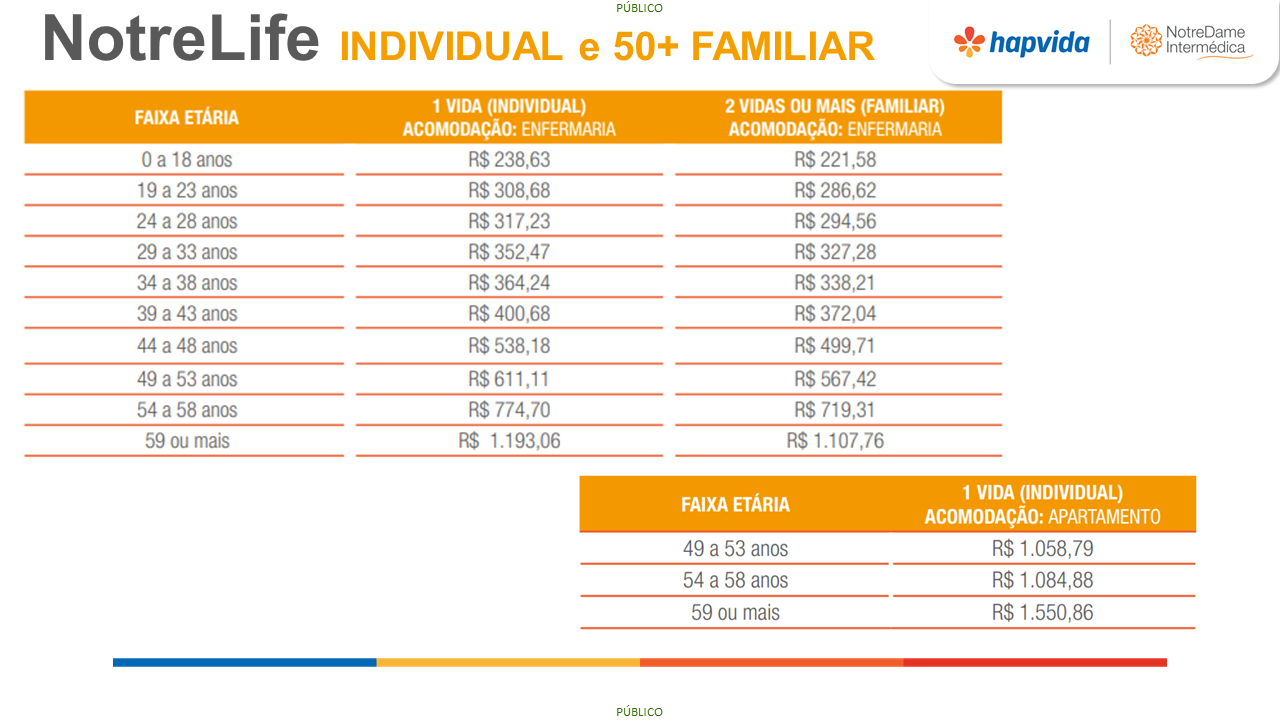 PÚBLICO
NotreLife INDIVIDUAL e 50+ FAMILIAR
hapvida
NotreDame
Intermédica
FAIXA ETÁRIA
1 VIDA (INDIVIDUAL)
ACOMODAÇÃO: ENFERMARIA
2 VIDAS OU MAIS (FAMILIAR)
ACOMODAÇÃO: ENFERMARIA
0 a 18 anos R$ 238,63 R$ 221,58
19 a 23 anos R$ 308,68 R$ 286,62
24 a 28 anos R$ 317,23 R$ 294,56
29 a 33 anos R$ 352,47 R$ 327,28
34 a 38 anos R$ 364,24 R$ 338,21
39 a 43 anos R$ 400,68 R$ 372,04
44 a 48 anos R$ 538,18 R$ 499,71
49 a 53 anos R$ 611,11 R$ 567,42
54 a 58 anos R$ 774,70 R$ 719,31
59 ou mais R$ 1.193,06 R$ 1.107,76
FAIXA ETÁRIA
1 VIDA (INDIVIDUAL)
ACOMODAÇÃO: APARTAMENTO
49 a 53 anos R$ 1.058,79
54 a 58 anos R$ 1.084,88
59 ou mais R$ 1.550,86
PÚBLICO